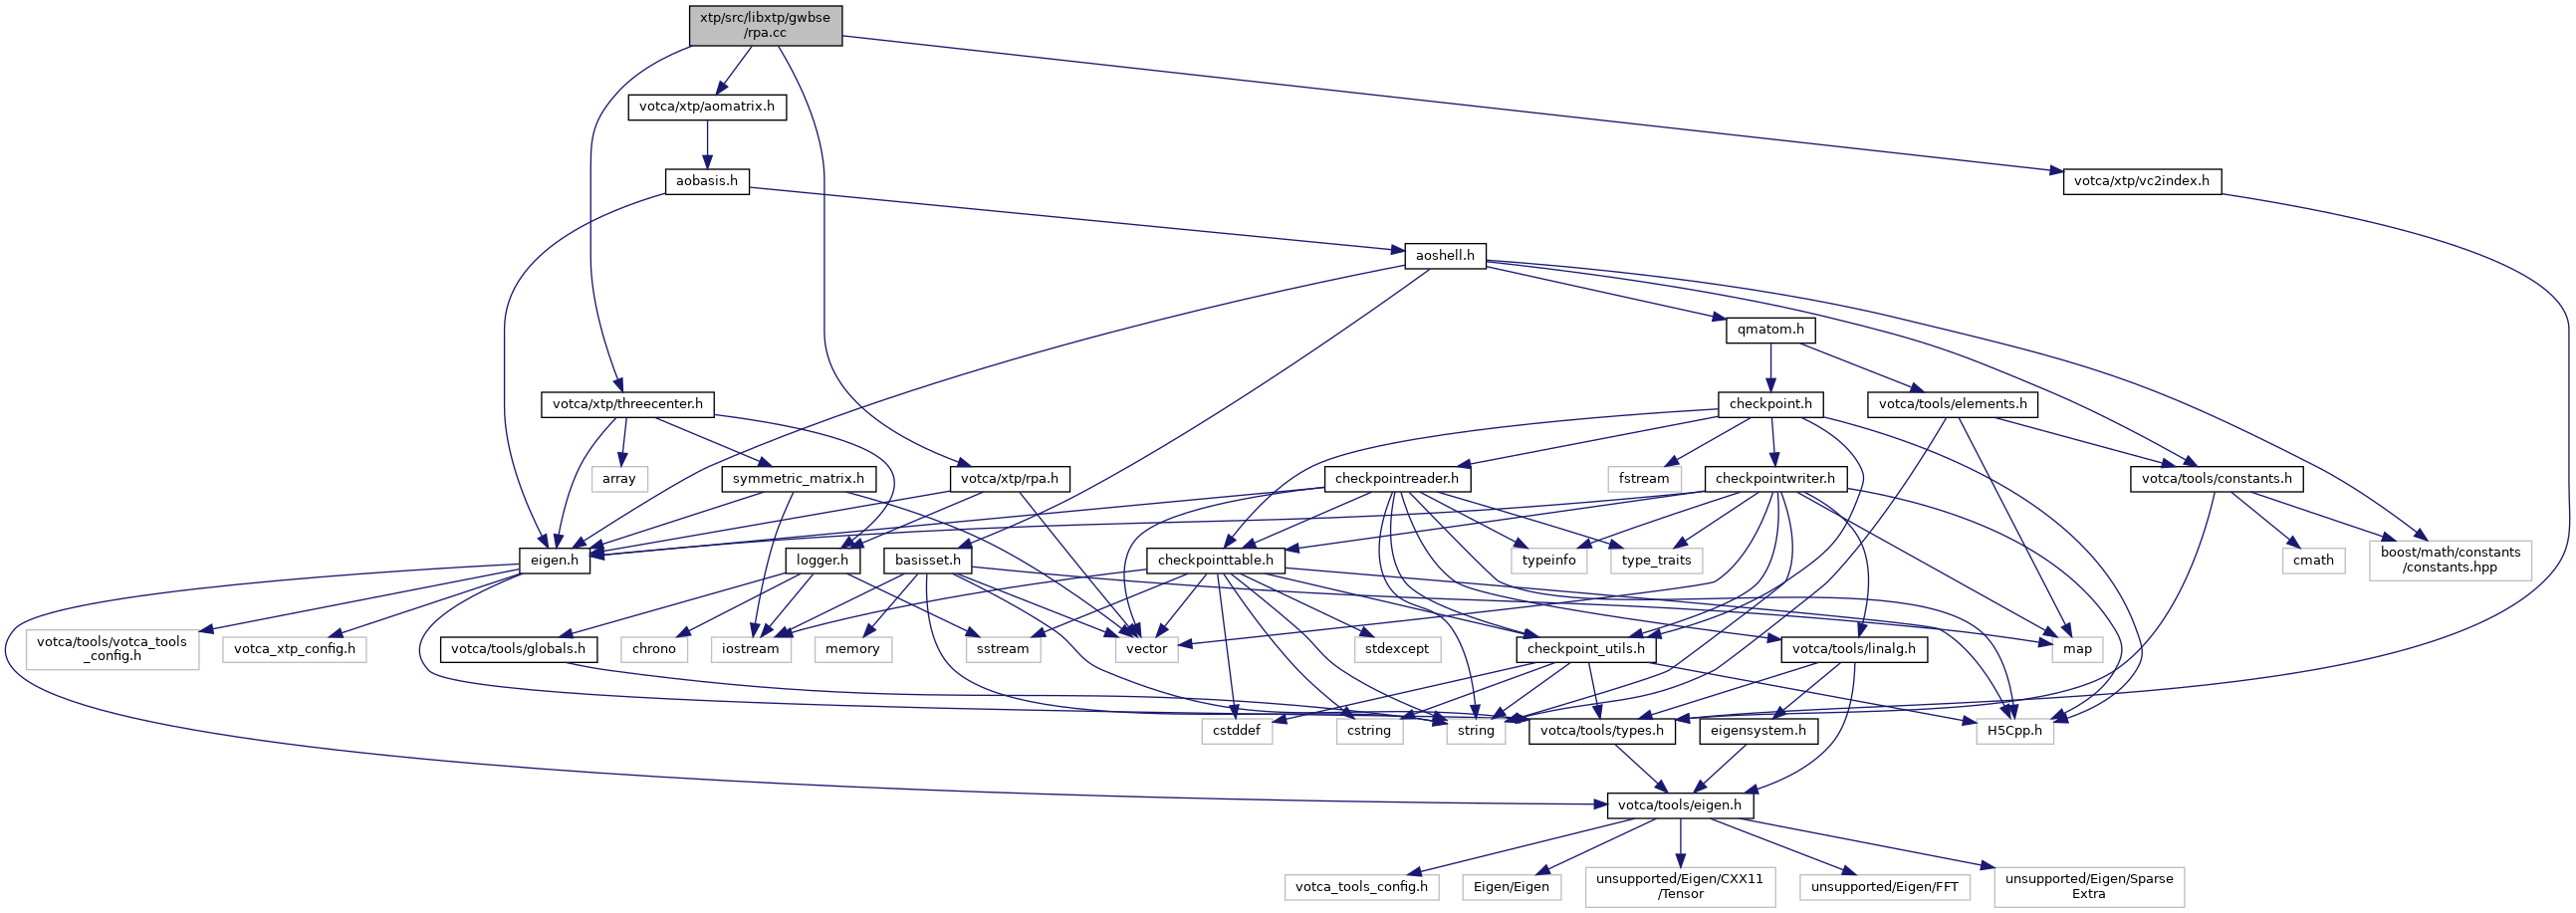 xtp/src/libxtp/gwbse
/rpa.cc
votca/xtp/aomatrix.h
aobasis.h
votca/xtp/vc2index.h
aoshell.h
qmatom.h
votca/xtp/threecenter.h
checkpoint.h
votca/tools/elements.h
array
symmetric_matrix.h
votca/xtp/rpa.h
checkpointreader.h
fstream
checkpointwriter.h
votca/tools/constants.h
eigen.h
logger.h
basisset.h
checkpointtable.h
typeinfo
type_traits
cmath
boost/math/constants
/constants.hpp
votca/tools/votca_tools
_config.h
votca_xtp_config.h
votca/tools/globals.h
chrono
iostream
memory
sstream
vector
stdexcept
checkpoint_utils.h
votca/tools/linalg.h
map
cstddef
cstring
string
votca/tools/types.h
eigensystem.h
H5Cpp.h
votca/tools/eigen.h
votca_tools_config.h
Eigen/Eigen
unsupported/Eigen/CXX11
/Tensor
unsupported/Eigen/FFT
unsupported/Eigen/Sparse
Extra